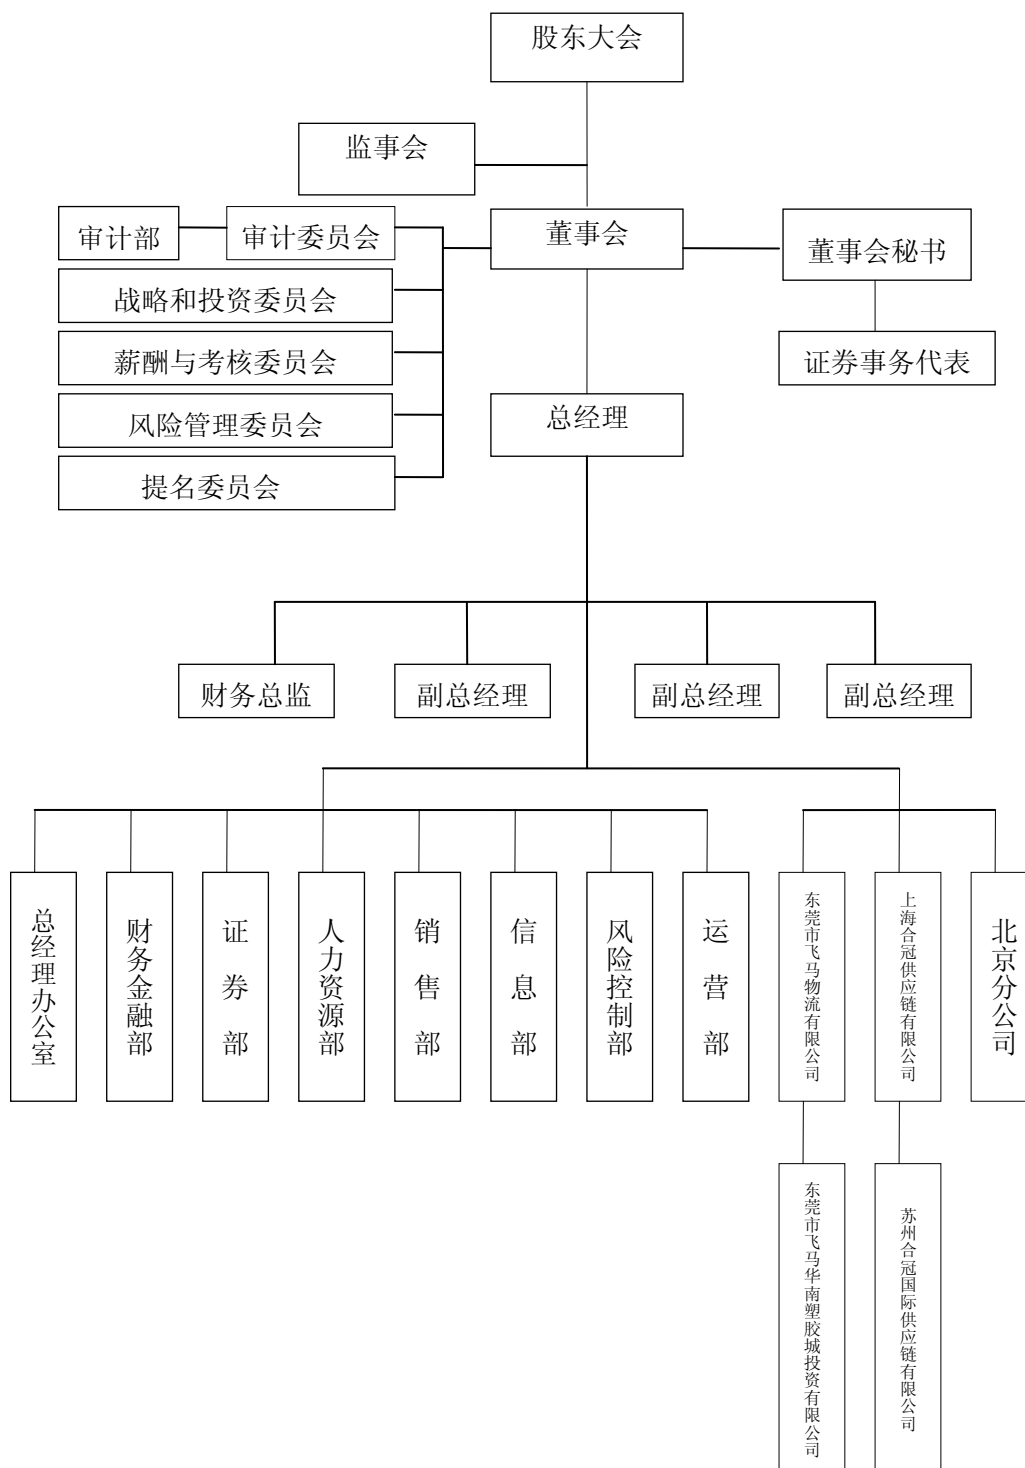 股东大会
监事会
审计部
审计委员会
董事会
董事会秘书
战略和投资委员会
薪酬与考核委员会
证券事务代表
风险管理委员会
总经理
提名委员会
财务总监
副总经理
副总经理
副总经理
总经理办公室
财务金融部
证券部
人力资源部
销售部
信息部
风险控制部
运营部
东莞市飞马物流有限公司
上海合冠供应链有限公司
北京分公司
东莞市飞马华南塑胶城投资有限公司
苏州合冠国际供应链有限公司